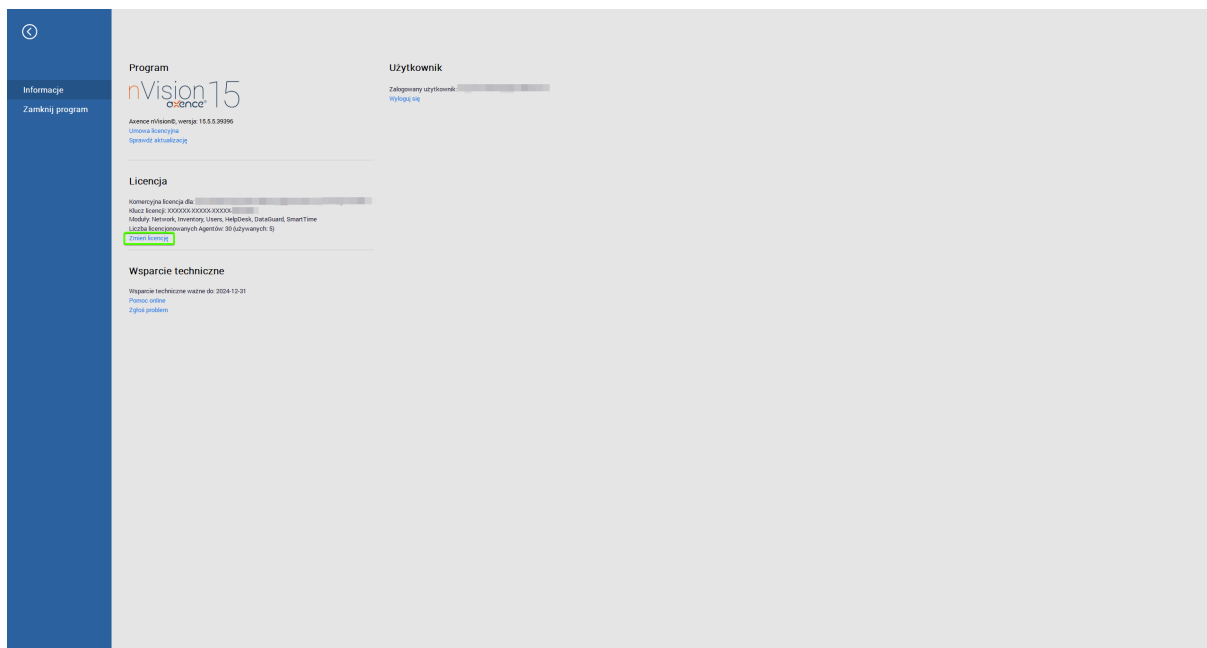 Informacje
Zamknij program
Program
nVision 15
axence®
Axence nVision®, wersja: 15.5.5.39396
Umowa licencyjna
Sprawdź aktualizację
Licencja
Komercyjna licencja dla:
Klucz licencji: XXXXXX-XXXXX-XXXXX-
Moduły: Network, Inventory, Users, HelpDesk, DataGuard, SmartTime
Liczba licencjonowanych Agentów: 30 (używanych: 5)
Zmień licencję
Wsparcie techniczne
Wsparcie techniczne ważne do: 2024-12-31
Pomoc online
Zgłoś problem
Użytkownik
Zalogowany użytkownik:
Wyloguj się